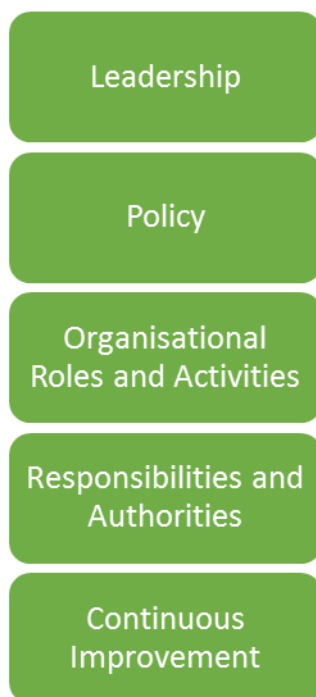 Leadership
Policy
Organisational
Roles and Activities
Responsibilities and
Authorities
Continuous
Improvement